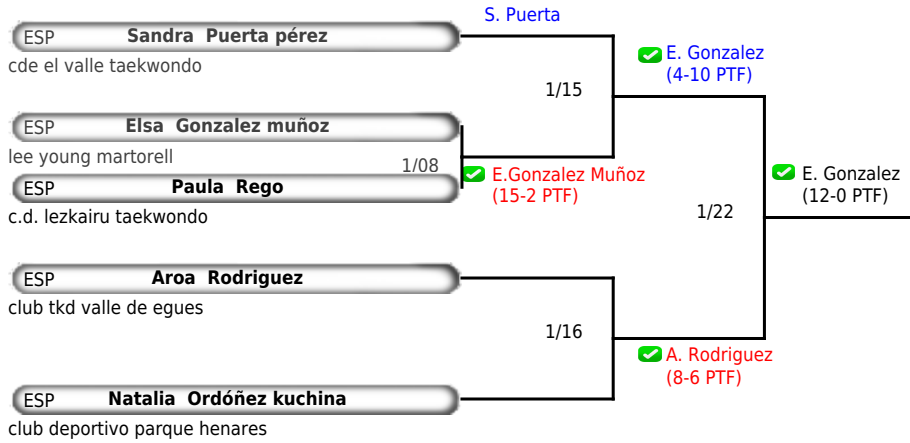 S. Puerta
ESP Sandra Puerta pérez
cde el valle taekwondo
E. Gonzalez
(4-10 PTF)
1/15
ESP Elsa Gonzalez muñoz
lee young martorell
1/08
E.Gonzalez Muñoz
(15-2 PTF)
E. Gonzalez
(12-0 PTF)
ESP Paula Rego
c.d. lezkairu taekwondo
1/22
ESP Aroa Rodriguez
club tkd valle de egues
1/16
A. Rodriguez
(8-6 PTF)
ESP Natalia Ordóñez kuchina
club deportivo parque henares